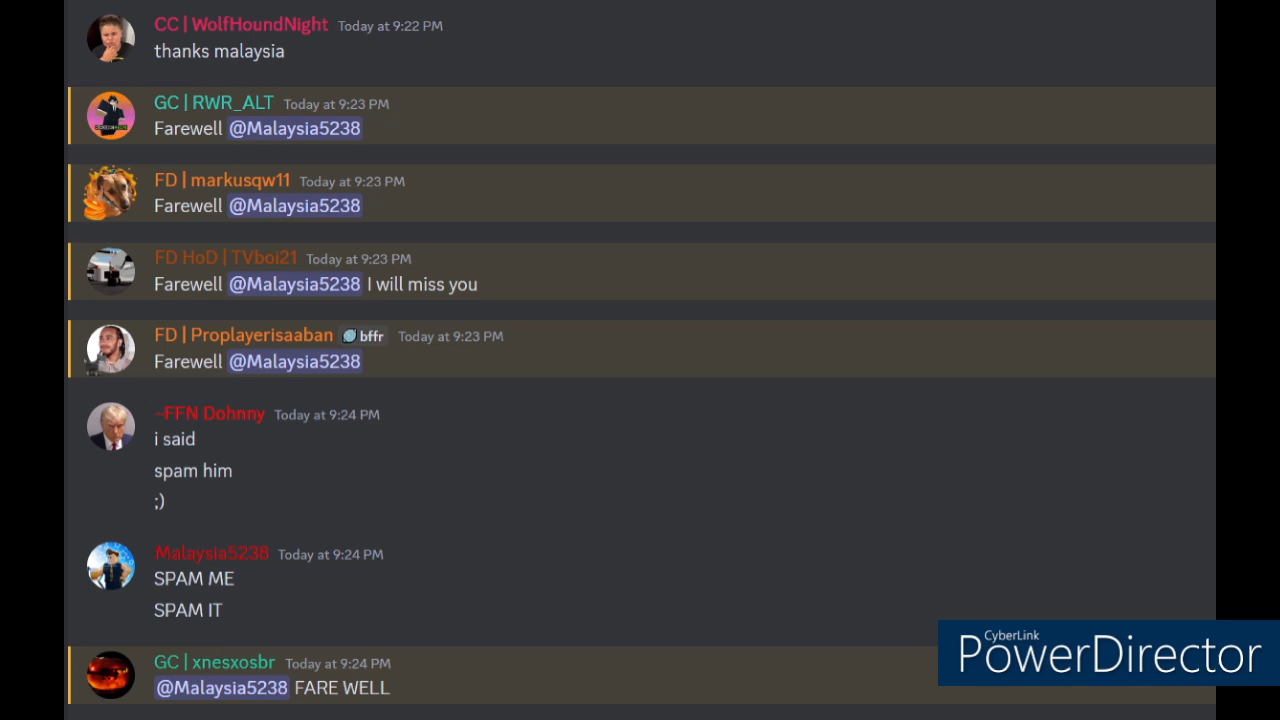 CC | WolfHoundNight Today at 9:22 PM
thanks malaysia
GC | RWR_ALT Today at 9:23 PM
Farewell @Malaysia5238
FD | markusqw11 Today at 9:23 PM
Farewell @Malaysia5238
FD HoD | TVboi21 Today at 9:23 PM
Farewell @Malaysia5238 I will miss you
FD | Proplayerisaaban bffr Today at 9:23 PM
Farewell @Malaysia5238
~FFN Dohnny Today at 9:24 PM
i said
spam him
;)
Malaysia5238 Today at 9:24 PM
SPAM ME
SPAM IT
GC | xnesxosbr Today at 9:24 PM
@Malaysia5238 FARE WELL
CyberLink
PowerDirector